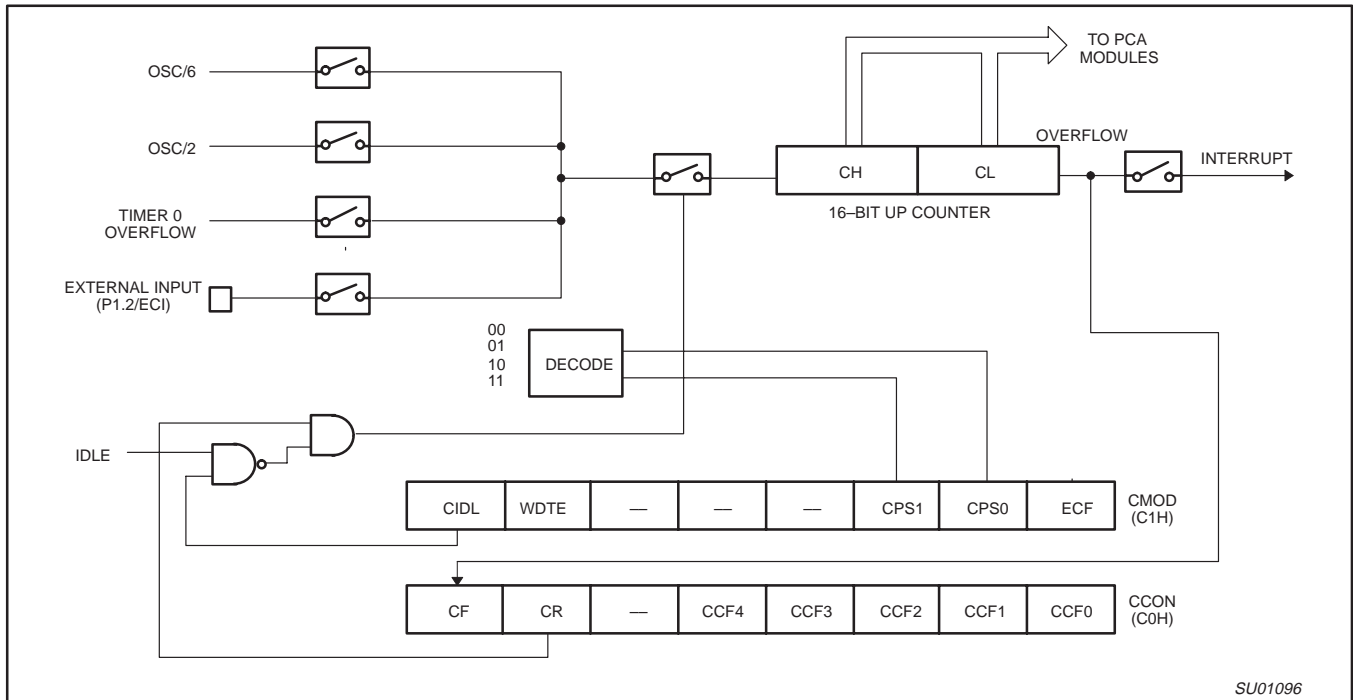 OSC/6
OSC/2
TIMER 0
OVERFLOW
EXTERNAL INPUT
(P1.2/ECI)
TO PCA
MODULES
OVERFLOW
INTERRUPT
CH
CL
16–BIT UP COUNTER
00
01
10
11
DECODE
IDLE
CIDL WDTE –– –– –– CPS1 CPS0 ECF
CMOD
(C1H)
CF CR –– CCF4 CCF3 CCF2 CCF1 CCF0
CCON
(C0H)
SU01096